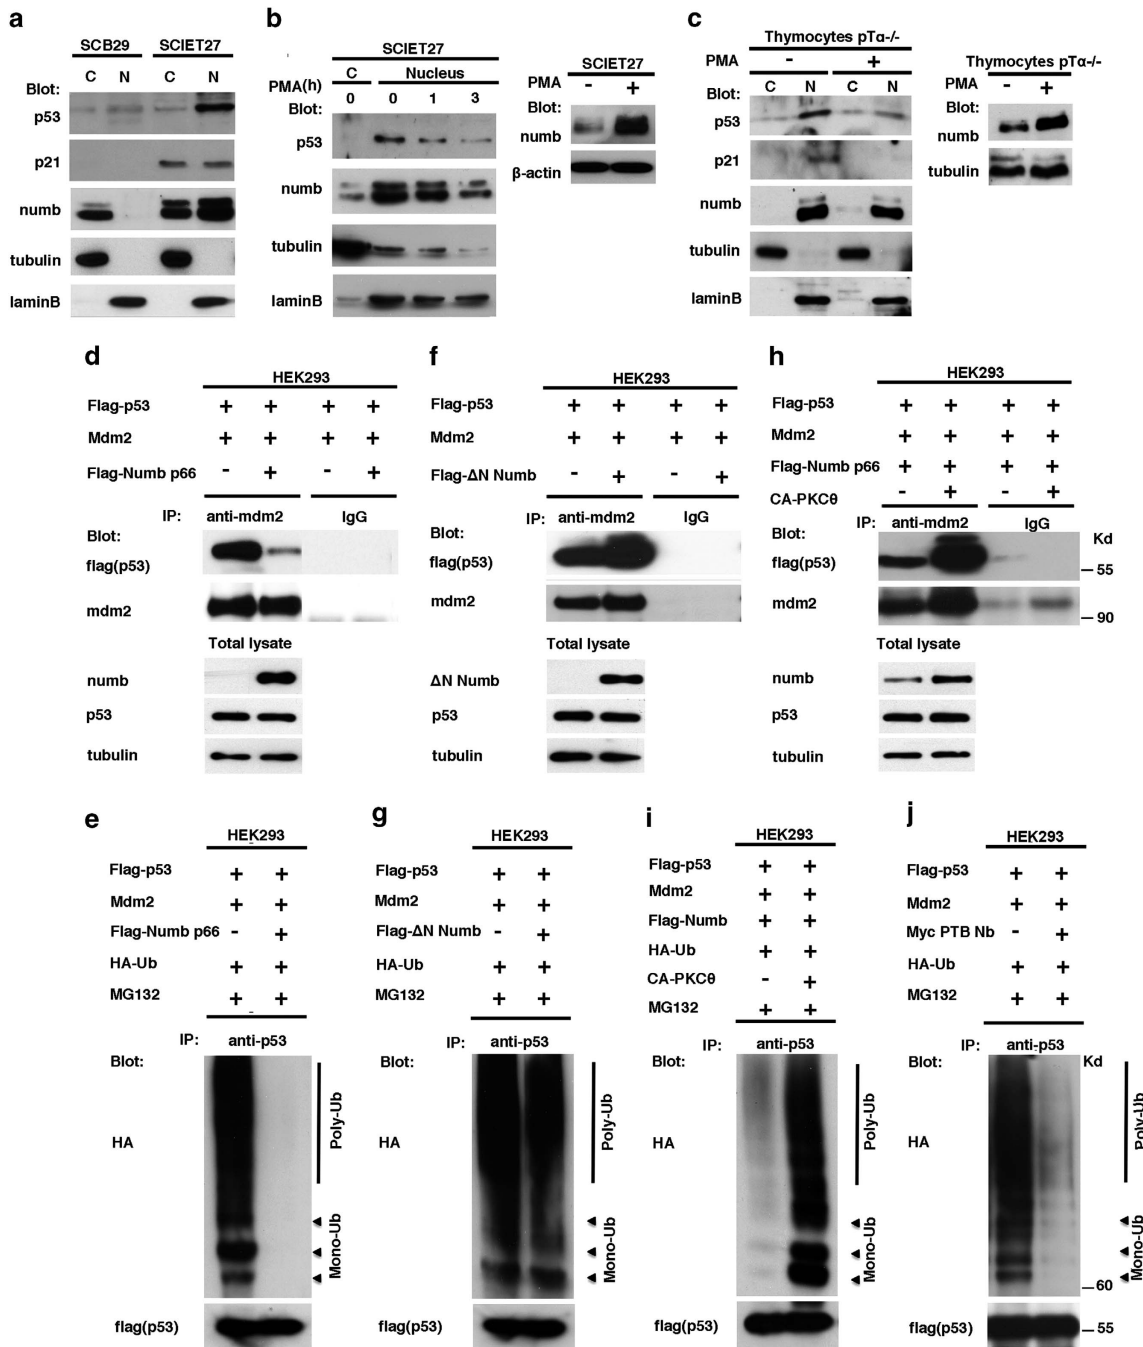 a
SCB29 SCIET27
C N C N
Blot:
p53
p21
numb
tubulin
laminB
b
SCIET27
C Nucleus
PMA(h) 0 0 1 3
Blot:
p53
numb
tubulin
laminB
SCIET27
PMA - +
Blot:
numb
β-actin
c
Thymocytes pTα-/-
PMA - +
Blot: C N C N
p53
p21
numb
tubulin
laminB
Thymocytes pTα-/-
PMA - +
Blot:
numb
tubulin
d
HEK293
Flag-p53 + + + +
Mdm2 + + + +
Flag-Numb p66 - + - +
IP: anti-mdm2 IgG
Blot:
flag(p53)
mdm2
Total lysate
numb
p53
tubulin
f
HEK293
Flag-p53 + + + +
Mdm2 + + + +
Flag-ΔN Numb - + - +
IP: anti-mdm2 IgG
Blot:
flag(p53)
mdm2
Total lysate
ΔN Numb
p53
tubulin
h
HEK293
Flag-p53 + + + +
Mdm2 + + + +
Flag-Numb p66 + + + +
CA-PKCθ - + - +
IP: anti-mdm2 IgG
Blot: Kd
flag(p53) 55
mdm2 90
Total lysate
numb
p53
tubulin
e
HEK293
Flag-p53 + +
Mdm2 + +
Flag-Numb p66 - +
HA-Ub + +
MG132 + +
IP: anti-p53
Blot:
HA
Poly-Ub
Mono-Ub
flag(p53)
g
HEK293
Flag-p53 + +
Mdm2 + +
Flag-ΔN Numb - +
HA-Ub + +
MG132 + +
IP: anti-p53
Blot:
HA
Poly-Ub
Mono-Ub
flag(p53)
i
HEK293
Flag-p53 + +
Mdm2 + +
Flag-Numb + +
HA-Ub + +
CA-PKCθ - +
MG132 + +
IP: anti-p53
Blot:
HA
Poly-Ub
Mono-Ub
flag(p53)
j
HEK293
Flag-p53 + +
Mdm2 + +
Myc PTB Nb - +
HA-Ub + +
MG132 + +
IP: anti-p53
Blot: Kd
HA
Poly-Ub
Mono-Ub
60
flag(p53) 55